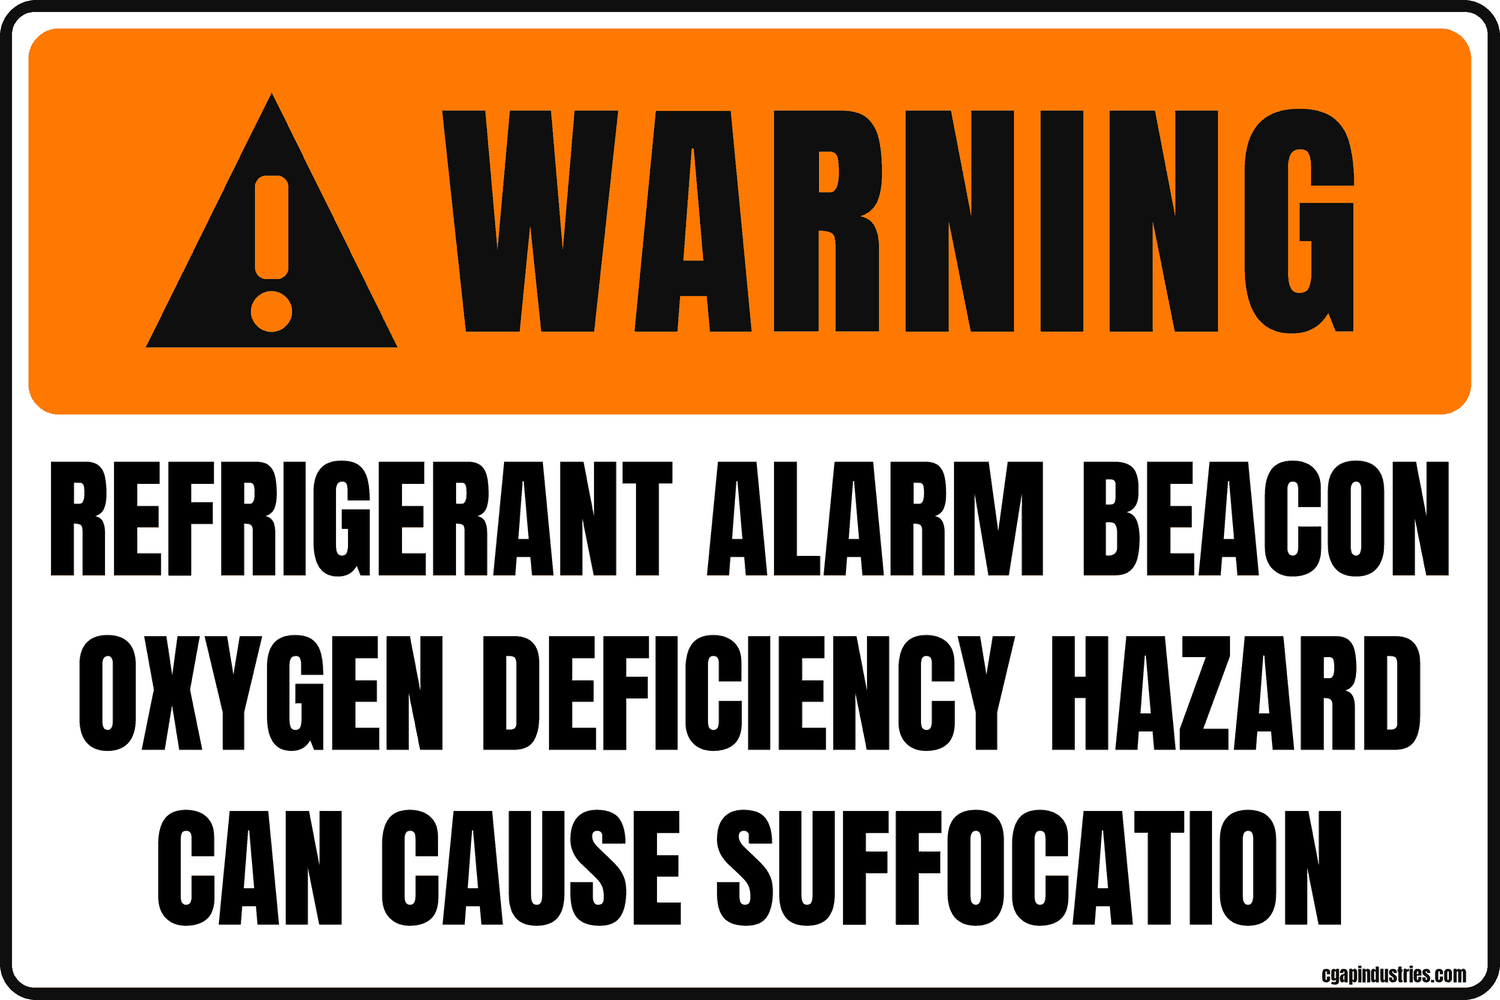 WARNING
REFRIGERANT ALARM BEACON
OXYGEN DEFICIENCY HAZARD
CAN CAUSE SUFFOCATION
cgapindustries.com